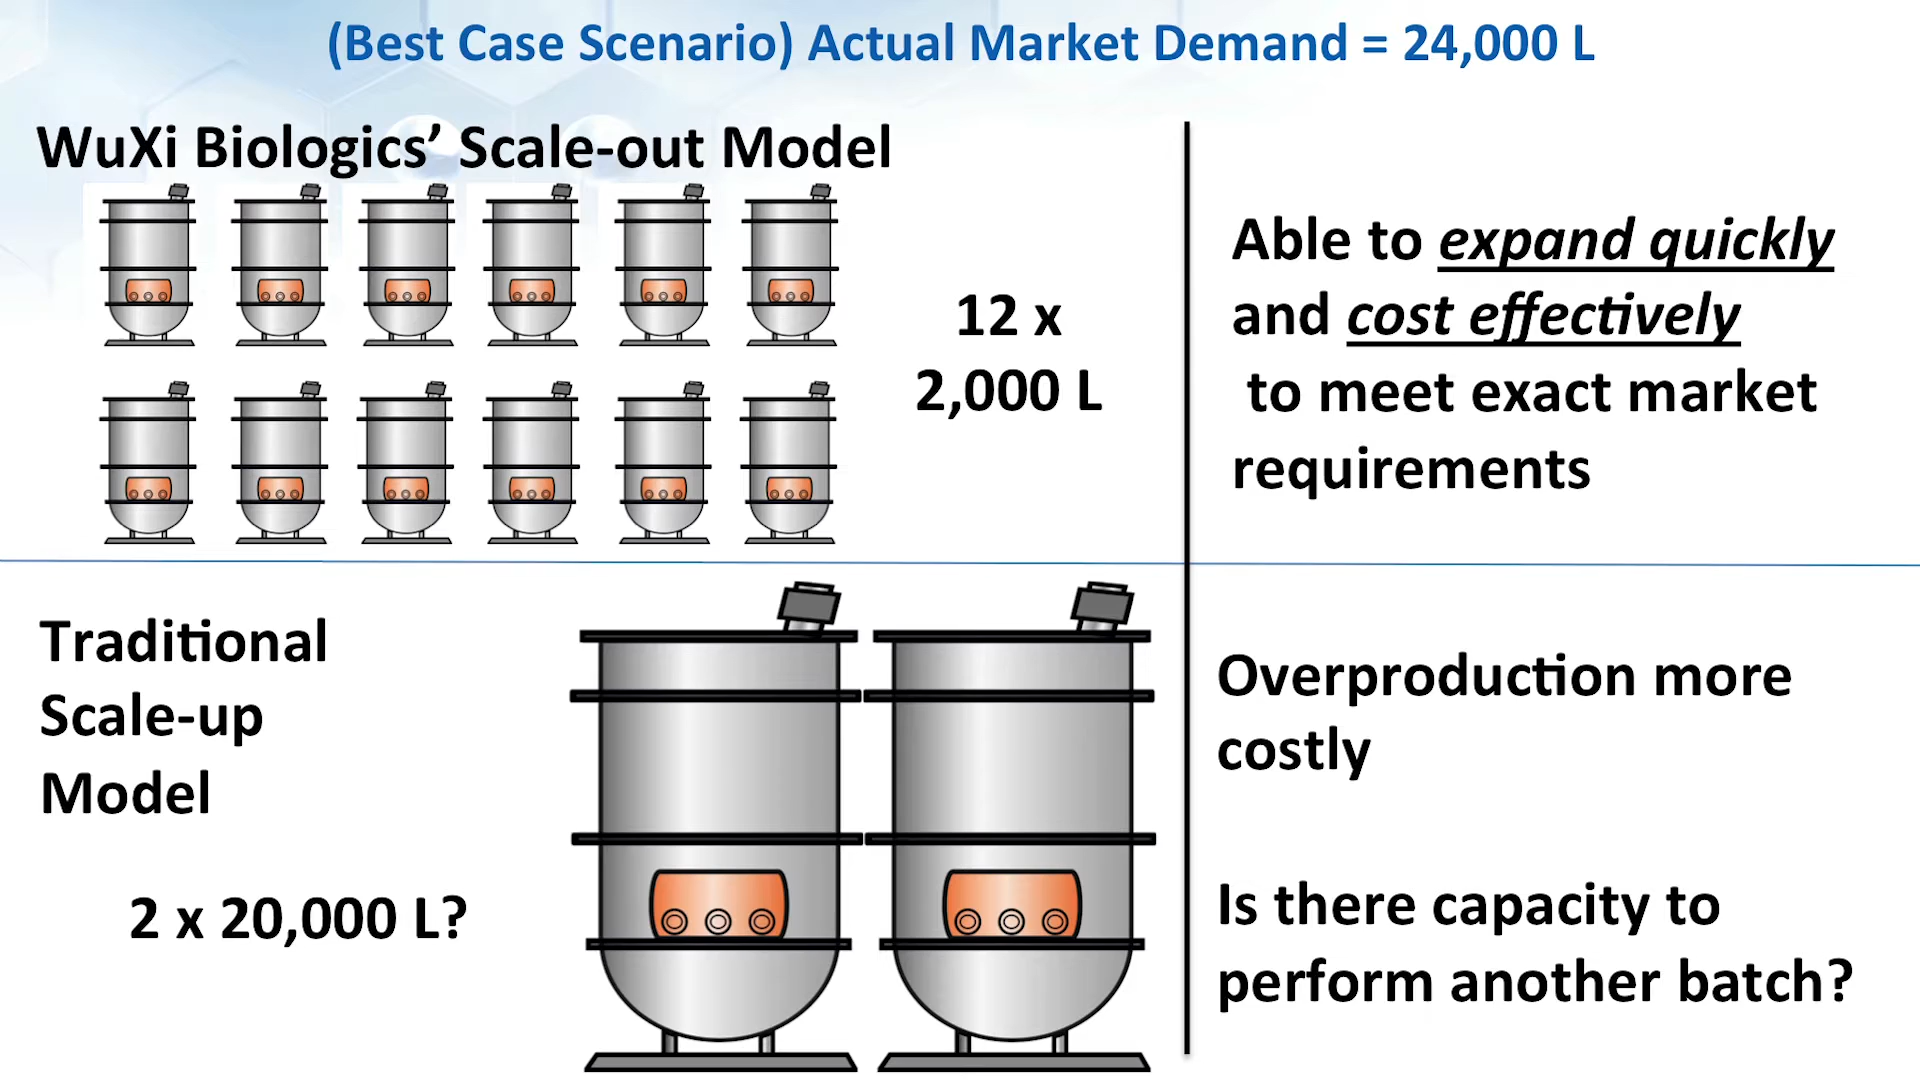 (Best Case Scenario) Actual Market Demand = 24,000 L
WuXi Biologics’ Scale-out Model
12 x
2,000 L
Able to expand quickly
and cost effectively
to meet exact market
requirements
Traditional
Scale-up
Model
2 x 20,000 L?
Overproduction more
costly
Is there capacity to
perform another batch?